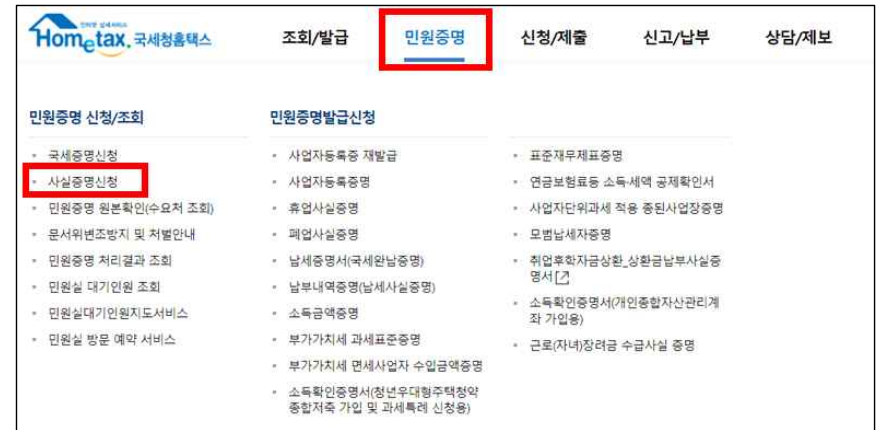 인터넷 납세서비스
Hometax. 국세청홈택스
조회/발급
민원증명
신청/제출
신고/납부
상담/제보
민원증명 신청/조회
국세증명신청
사실증명신청
민원증명 원본확인(수요처 조회)
문서위변조방지 및 처벌안내
민원증명 처리결과 조회
민원실 대기인원 조회
민원실대기인원지도서비스
민원실 방문 예약 서비스
민원증명발급신청
사업자등록증 재발급
사업자등록증명
휴업사실증명
폐업사실증명
납세증명서(국세완납증명)
납부내역증명(납세사실증명)
소득금액증명
부가가치세 과세표준증명
부가가치세 면세사업자 수입금액증명
소득확인증명서(청년우대형주택청약
종합저축 가입 및 과세특례 신청용)
표준재무제표증명
연금보험료등 소득·세액 공제확인서
사업자단위과세 적용 종된사업장증명
모범납세자증명
취업후학자금상환_상환금납부사실증
명서
소득확인증명서(개인종합자산관리계
좌 가입용)
근로(자녀)장려금 수급사실 증명